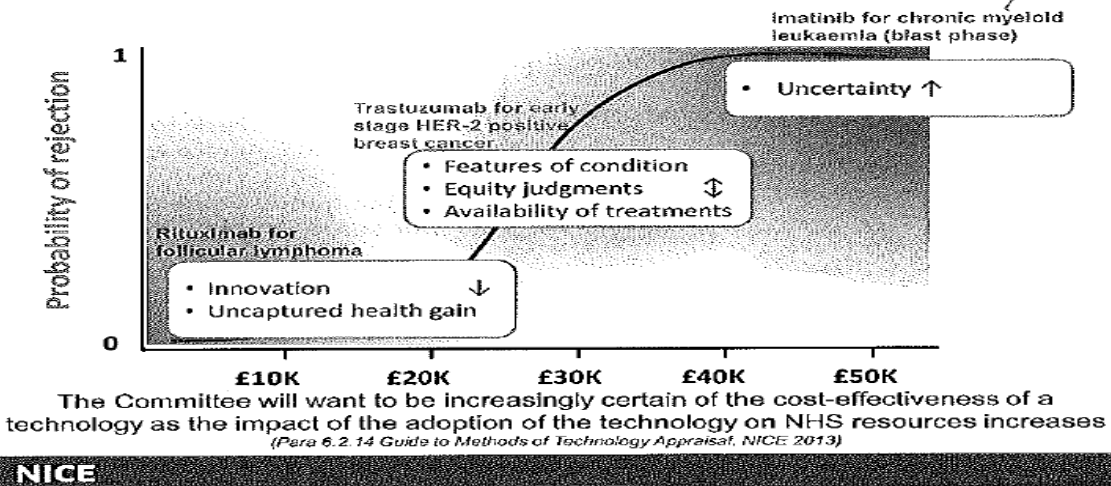 Imatinib for chronic myeloid
leukaemia (blast phase)
1
• Uncertainty ↑
Probability of rejection
Trastuzumab for early
stage HER-2 positive
breast cancer
• Features of condition
• Equity judgments ↕
• Availability of treatments
Rituximab for
follicular lymphoma
• Innovation ↓
• Uncaptured health gain
0
£10K £20K £30K £40K £50K
The Committee will want to be increasingly certain of the cost-effectiveness of a
technology as the impact of the adoption of the technology on NHS resources increases
(Para 6.2.14 Guide to Methods of Technology Appraisal, NICE 2013)
NICE